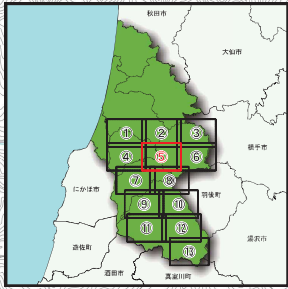 秋田市
大仙市
① ② ③
横手市
④ ⑤ ⑥
にかほ市
⑦ ⑧
羽後町
⑨ ⑩
⑪ ⑫
遊佐町
湯沢市
⑬
酒田市
真室川町